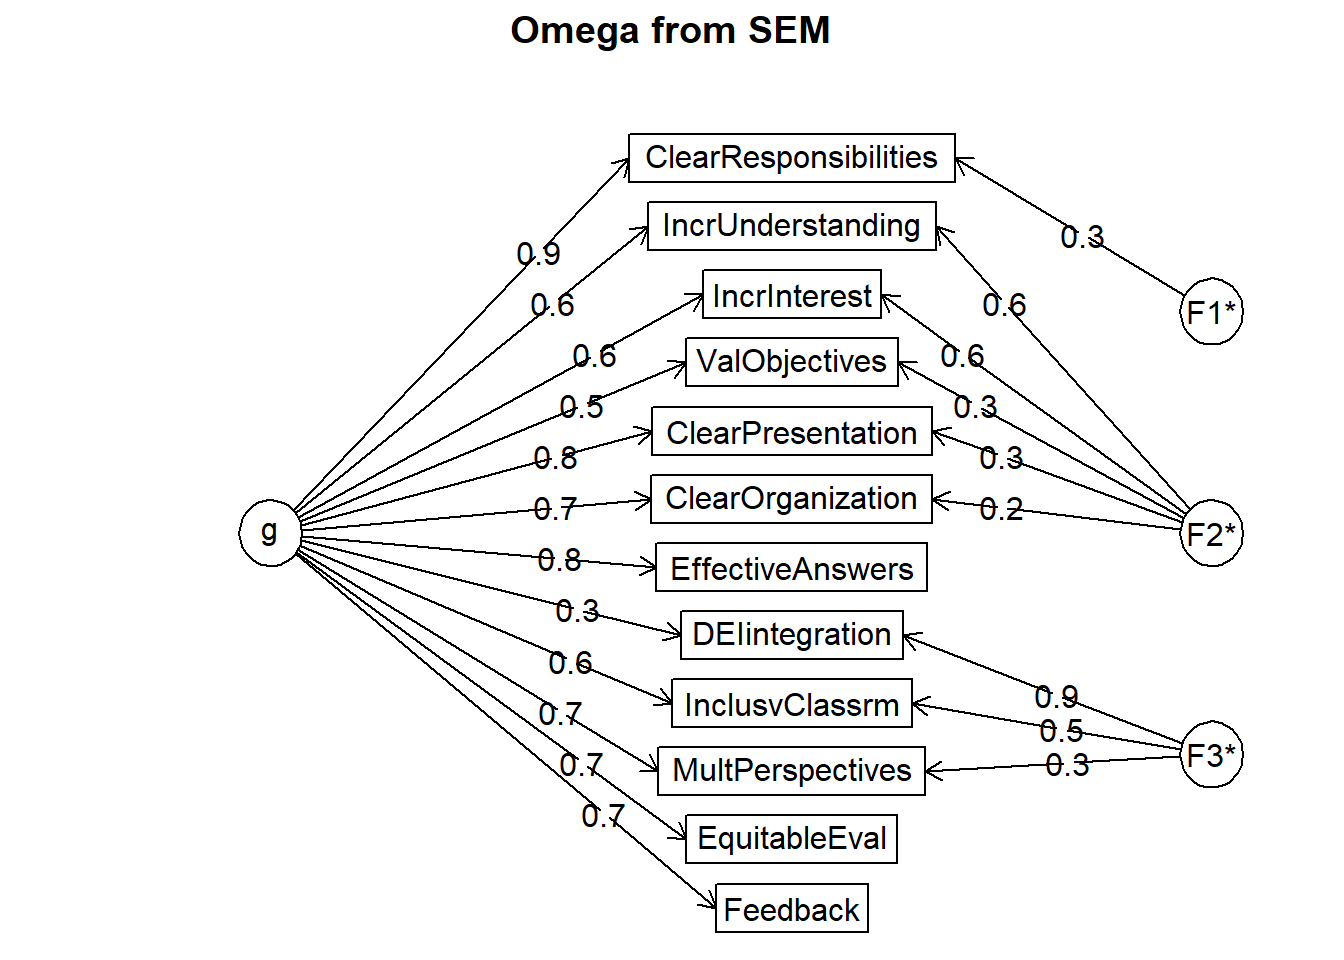 Omega from SEM
ClearResponsibilities
IncrUnderstanding
IncrInterest
ValObjectives
ClearPresentation
ClearOrganization
EffectiveAnswers
DEIintegration
InclusvClassrm
MultPerspectives
EquitableEval
Feedback
g
0.9
0.6
0.6
0.5
0.8
0.7
0.8
0.3
0.6
0.7
0.7
0.7
F1*
0.3
F2*
0.6
0.6
0.3
0.3
0.2
F3*
0.9
0.5
0.3